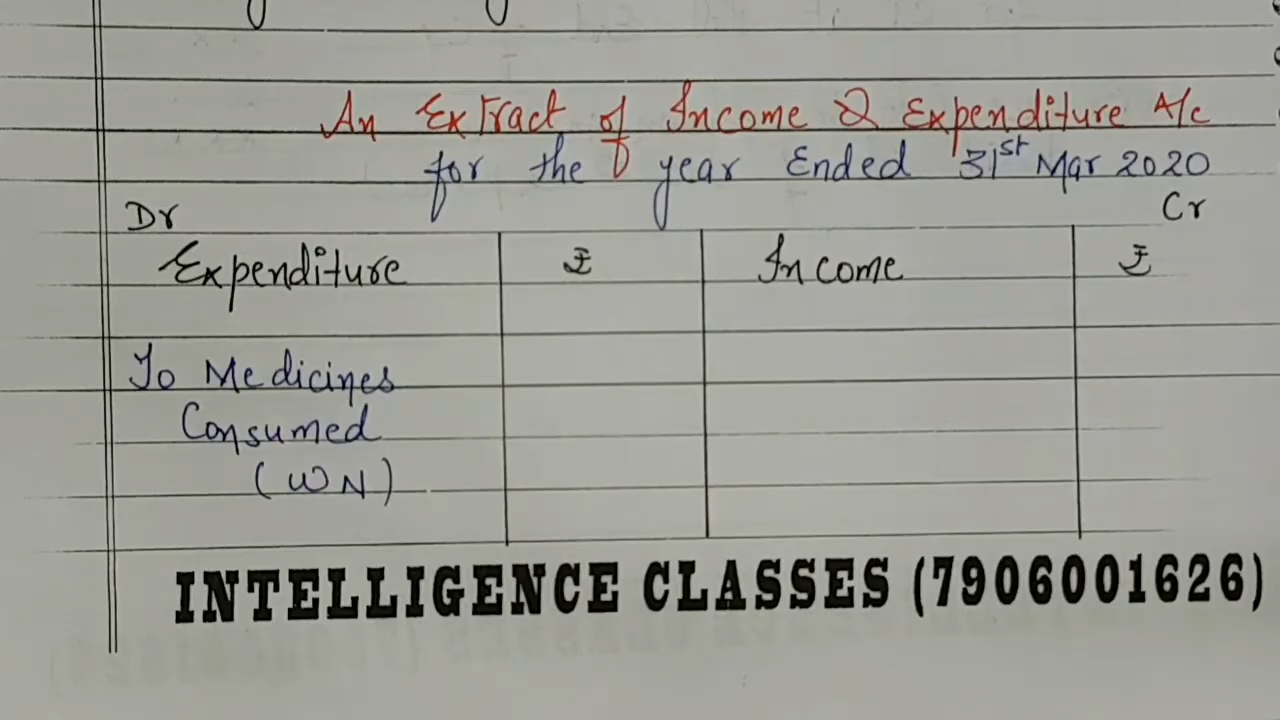 An Extract of Income & Expenditure A/c
for the year Ended 31st Mar 2020
Dr Cr
Expenditure ₹ Income ₹
To Medicines
Consumed
(WN)
INTELLIGENCE CLASSES (7906001626)